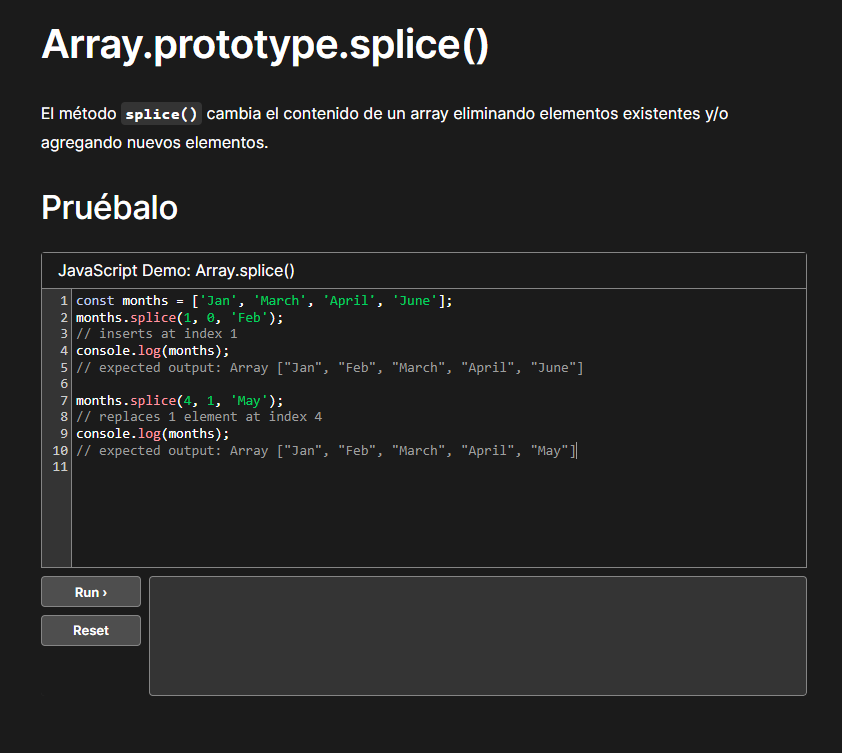 Array.prototype.splice()
El método splice() cambia el contenido de un array eliminando elementos existentes y/o
agregando nuevos elementos.
Pruébalo
JavaScript Demo: Array.splice()
1 const months = ['Jan', 'March', 'April', 'June'];
2 months.splice(1, 0, 'Feb');
3 // inserts at index 1
4 console.log(months);
5 // expected output: Array ["Jan", "Feb", "March", "April", "June"]
6
7 months.splice(4, 1, 'May');
8 // replaces 1 element at index 4
9 console.log(months);
10 // expected output: Array ["Jan", "Feb", "March", "April", "May"]
11
Run ›
Reset